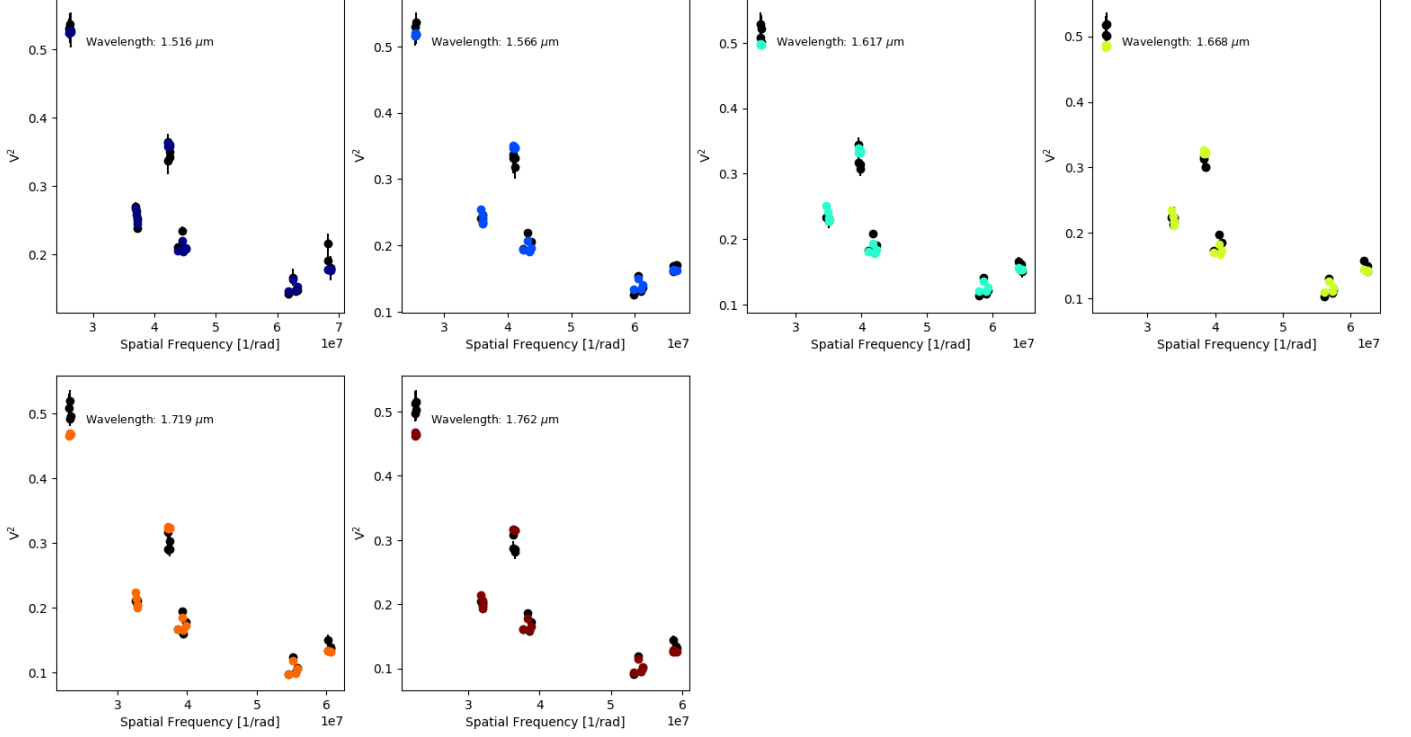 Wavelength: 1.516 μm
V²
0.5
0.4
0.3
0.2
3 4 5 6 7
Spatial Frequency [1/rad] 1e7
Wavelength: 1.566 μm
V²
0.5
0.4
0.3
0.2
0.1
3 4 5 6
Spatial Frequency [1/rad] 1e7
Wavelength: 1.617 μm
V²
0.5
0.4
0.3
0.2
0.1
3 4 5 6
Spatial Frequency [1/rad] 1e7
Wavelength: 1.668 μm
V²
0.5
0.4
0.3
0.2
0.1
3 4 5 6
Spatial Frequency [1/rad] 1e7
Wavelength: 1.719 μm
V²
0.5
0.4
0.3
0.2
0.1
3 4 5 6
Spatial Frequency [1/rad] 1e7
Wavelength: 1.762 μm
V²
0.5
0.4
0.3
0.2
0.1
3 4 5 6
Spatial Frequency [1/rad] 1e7